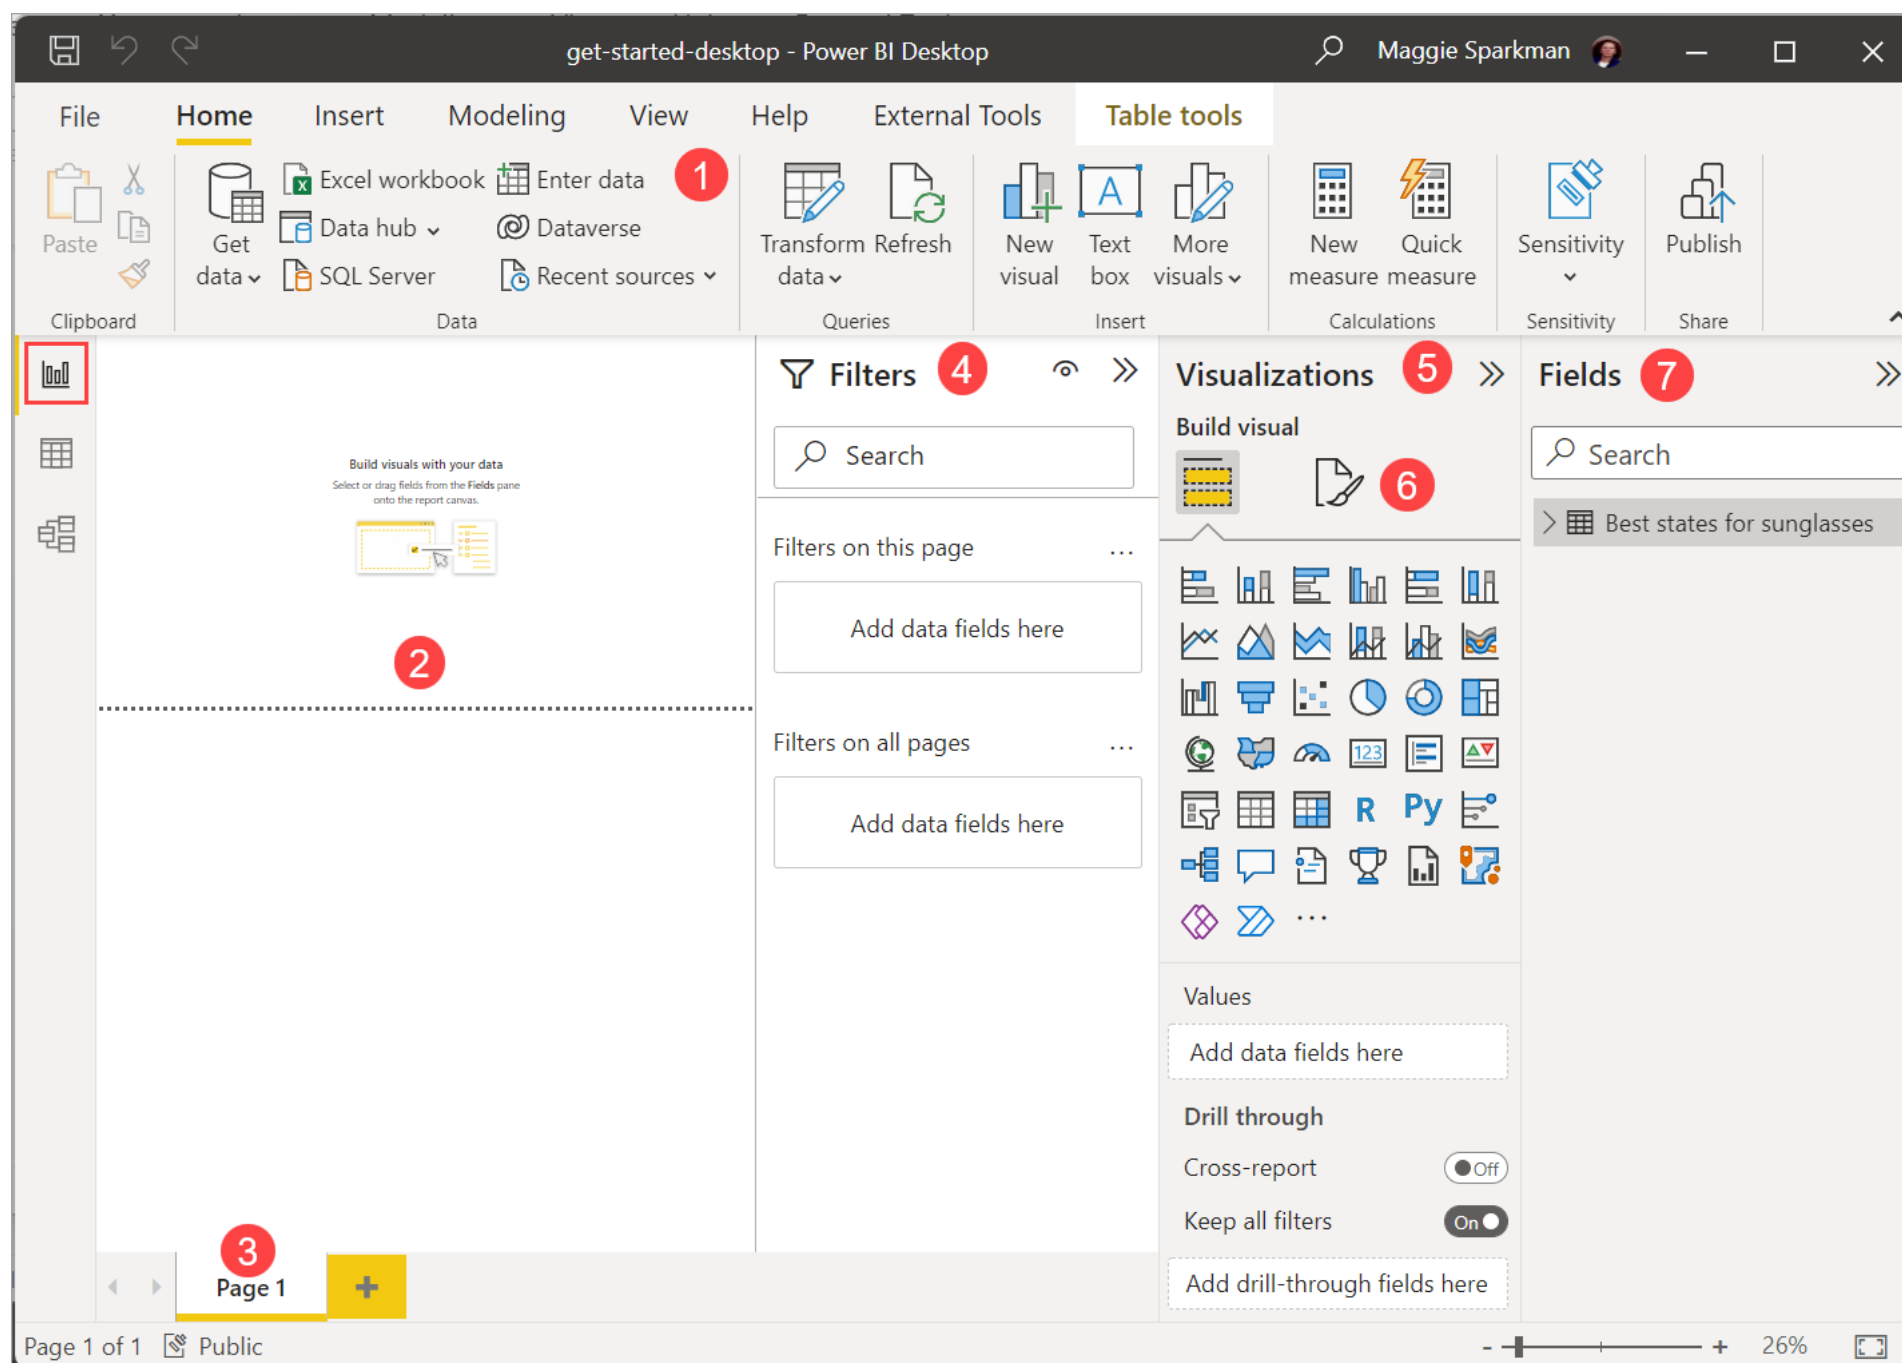 get-started-desktop - Power BI Desktop
Maggie Sparkman
File
Home
Insert
Modeling
View
Help
External Tools
Table tools
Paste
Clipboard
Get data
Excel workbook
Data hub
SQL Server
Enter data
Dataverse
Recent sources
1
Data
Transform data
Refresh
Queries
New visual
Text box
A
More visuals
Insert
New measure
Quick measure
Calculations
Sensitivity
Sensitivity
Publish
Share
Build visuals with your data
Select or drag fields from the Fields pane
onto the report canvas.
2
Filters
4
Search
Filters on this page
...
Add data fields here
Filters on all pages
...
Add data fields here
Visualizations
5
Build visual
6
123
R
Py
...
Values
Add data fields here
Drill through
Cross-report
Off
Keep all filters
On
Add drill-through fields here
Fields
7
Search
Best states for sunglasses
3
Page 1
+
Page 1 of 1
Public
-
+
26%